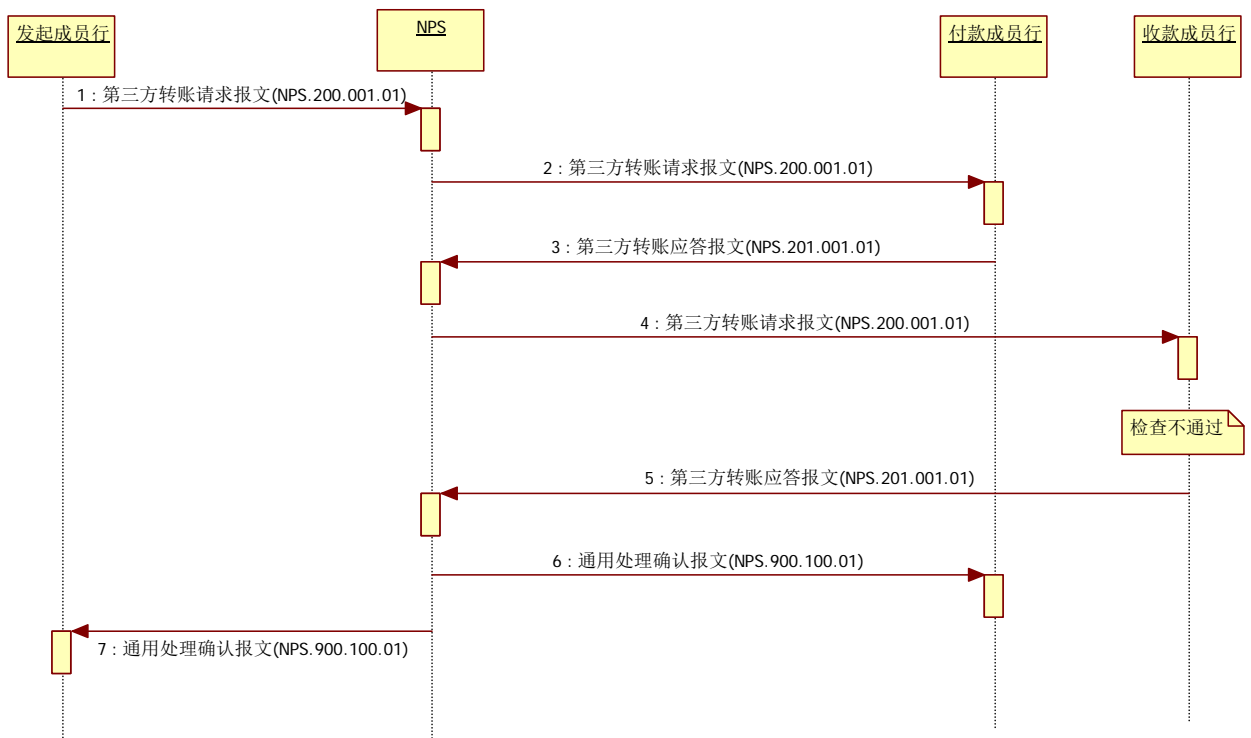 发起成员行
NPS
付款成员行
收款成员行
1 : 第三方转账请求报文(NPS.200.001.01)
2 : 第三方转账请求报文(NPS.200.001.01)
3 : 第三方转账应答报文(NPS.201.001.01)
4 : 第三方转账请求报文(NPS.200.001.01)
检查不通过
5 : 第三方转账应答报文(NPS.201.001.01)
6 : 通用处理确认报文(NPS.900.100.01)
7 : 通用处理确认报文(NPS.900.100.01)